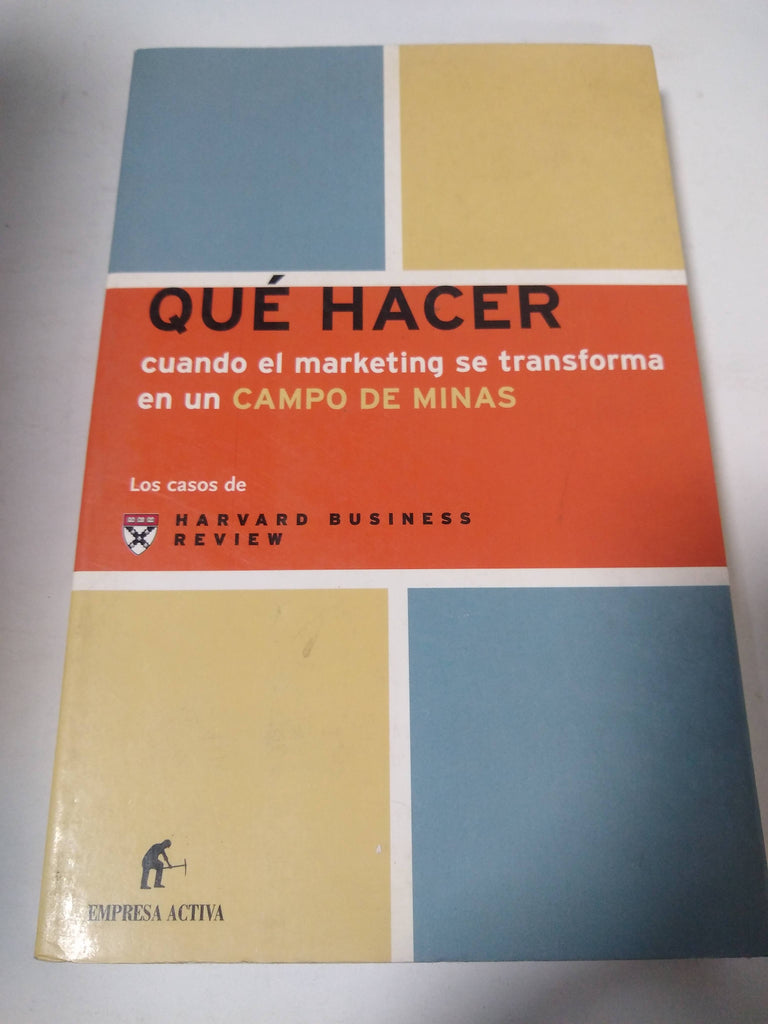 QUÉ HACER
cuando el marketing se transforma
en un CAMPO DE MINAS
Los casos de
HARVARD BUSINESS
REVIEW
EMPRESA ACTIVA